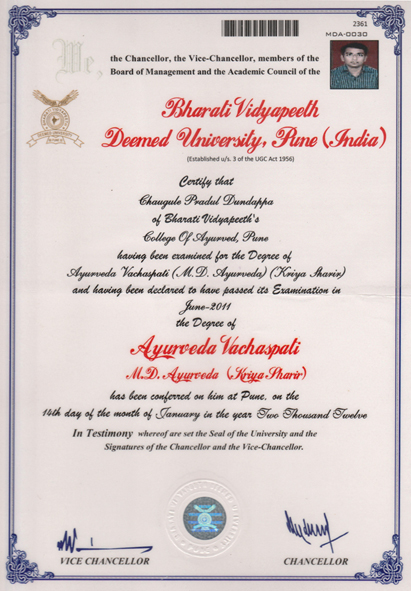 2361
MDA-0030
We,
the Chancellor, the Vice-Chancellor, members of the
Board of Management and the Academic Council of the
Bharati Vidyapeeth
Deemed University, Pune (India)
(Established u/s. 3 of the UGC Act 1956)
Certify that
Chaugule Pradul Dundappa
of Bharati Vidyapeeth's
College Of Ayurved, Pune
having been examined for the Degree of
Ayurveda Vachaspati (M.D. Ayurveda) (Kriya Sharir)
and having been declared to have passed its Examination in
June-2011
the Degree of
Ayurveda Vachaspati
M.D. Ayurveda (Kriya Sharir)
has been conferred on him at Pune, on the
14th day of the month of January in the year Two Thousand Twelve
In Testimony whereof are set the Seal of the University and the
Signatures of the Chancellor and the Vice-Chancellor.
VICE CHANCELLOR
CHANCELLOR